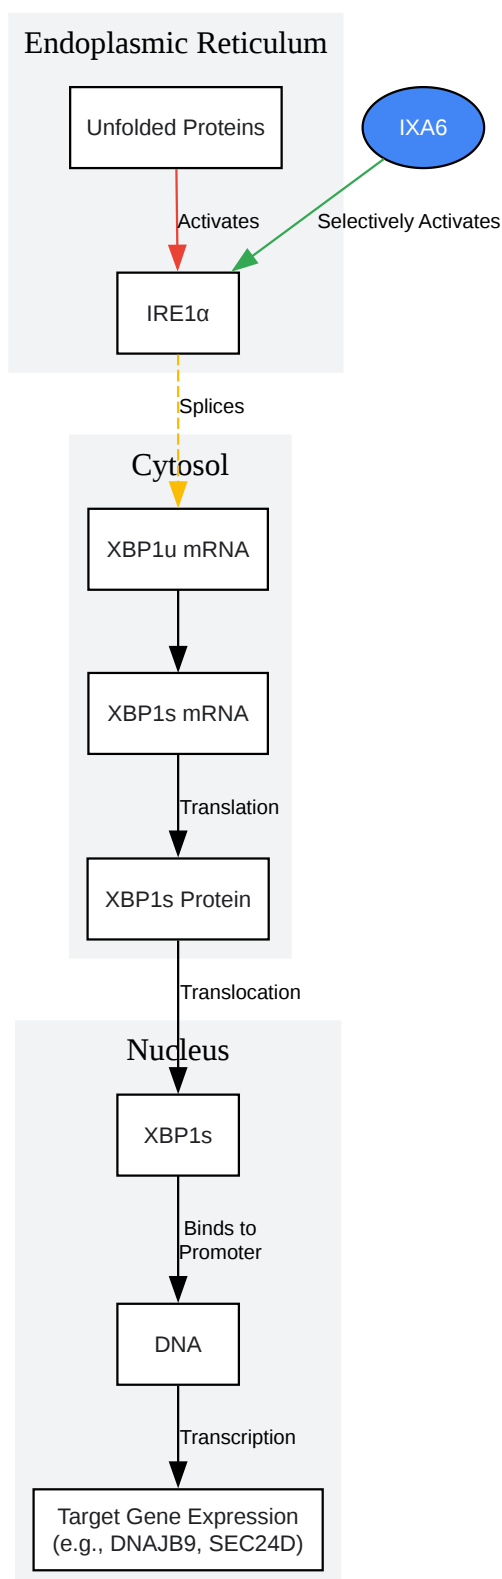 Endoplasmic Reticulum
Unfolded Proteins
IXA6
Activates
Selectively Activates
IRE1α
Splices
Cytosol
XBP1u mRNA
XBP1s mRNA
Translation
XBP1s Protein
Translocation
Nucleus
XBP1s
Binds to
Promoter
DNA
Transcription
Target Gene Expression
(e.g., DNAJB9, SEC24D)